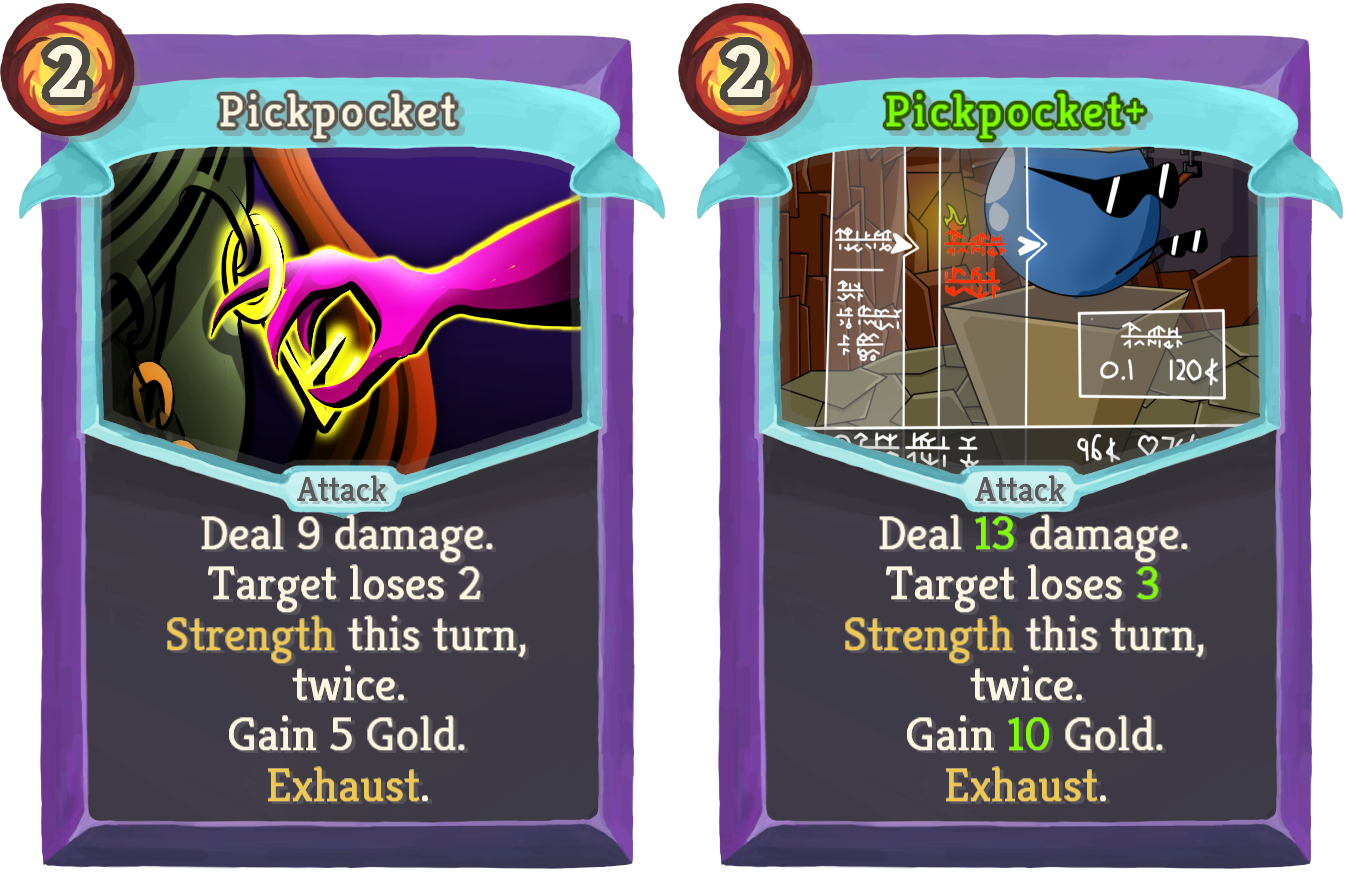 2
Pickpocket
Attack
Deal 9 damage.
Target loses 2
Strength this turn,
twice.
Gain 5 Gold.
Exhaust.
2
Pickpocket+
0.1 120
96
Attack
Deal 13 damage.
Target loses 3
Strength this turn,
twice.
Gain 10 Gold.
Exhaust.